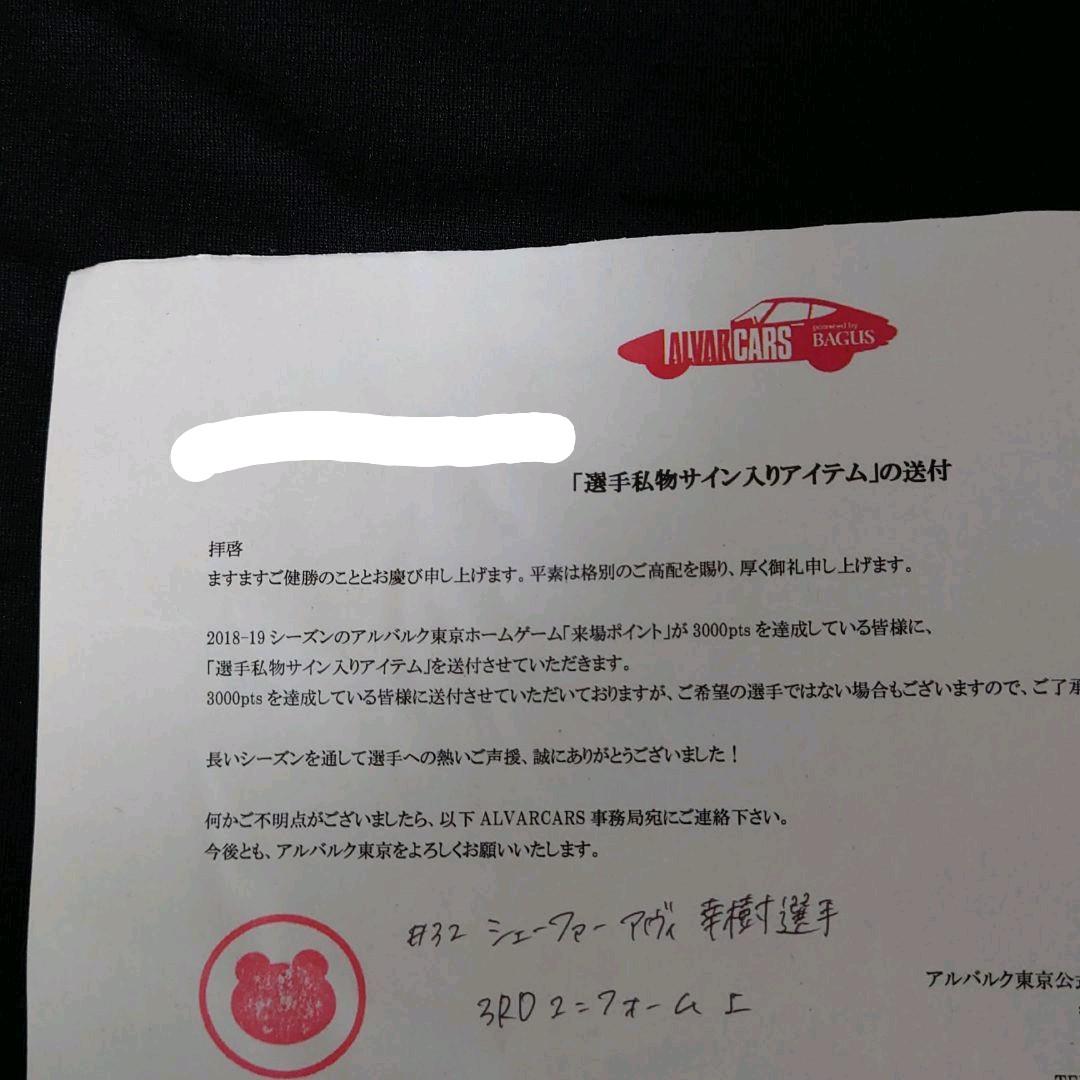 ALVARCARS powered by BAGUS
「選手私物サイン入りアイテム」の送付
拝啓
ますますご健勝のこととお慶び申し上げます。平素は格別のご高配を賜り、厚く御礼申し上げます。
2018-19 シーズンのアルバルク東京ホームゲーム「来場ポイント」が 3000pts を達成している皆様に、
「選手私物サイン入りアイテム」を送付させていただきます。
3000pts を達成している皆様に送付させていただいておりますが、ご希望の選手ではない場合もございますので、ご了承
長いシーズンを通して選手への熱いご声援、誠にありがとうございました！
何かご不明点がございましたら、以下 ALVARCARS 事務局宛にご連絡下さい。
今後とも、アルバルク東京をよろしくお願いいたします。
#32 シェーファー アヴィ 幸樹選手
3RD ユニフォーム 上
アルバルク東京公式